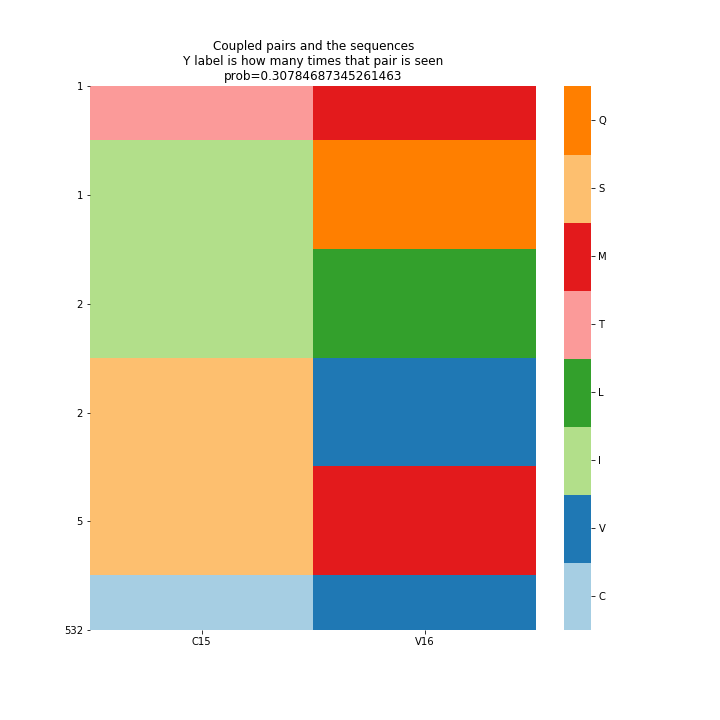 Coupled pairs and the sequences
Y label is how many times that pair is seen
prob=0.30784687345261463
1
1
2
2
5
532
C15 V16
Q
S
M
T
L
I
V
C